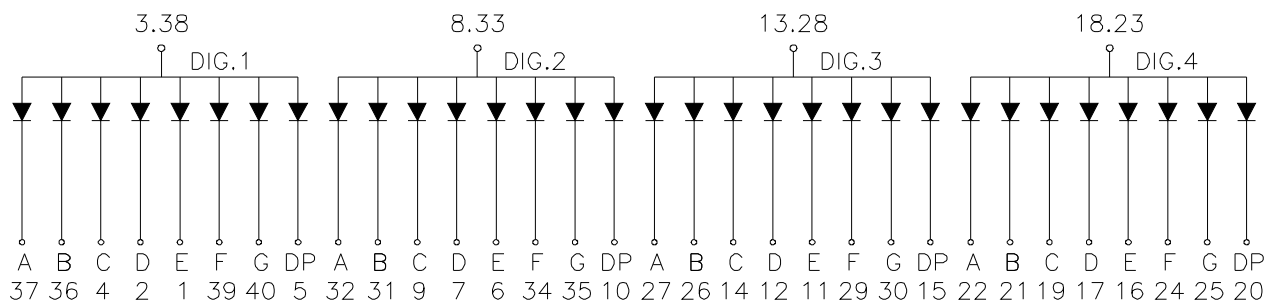 3.38 8.33 13.28 18.23
DIG.1 DIG.2 DIG.3 DIG.4
A B C D E F G DP A B C D E F G DP A B C D E F G DP A B C D E F G DP
37 36 4 2 1 39 40 5 32 31 9 7 6 34 35 10 27 26 14 12 11 29 30 15 22 21 19 17 16 24 25 20